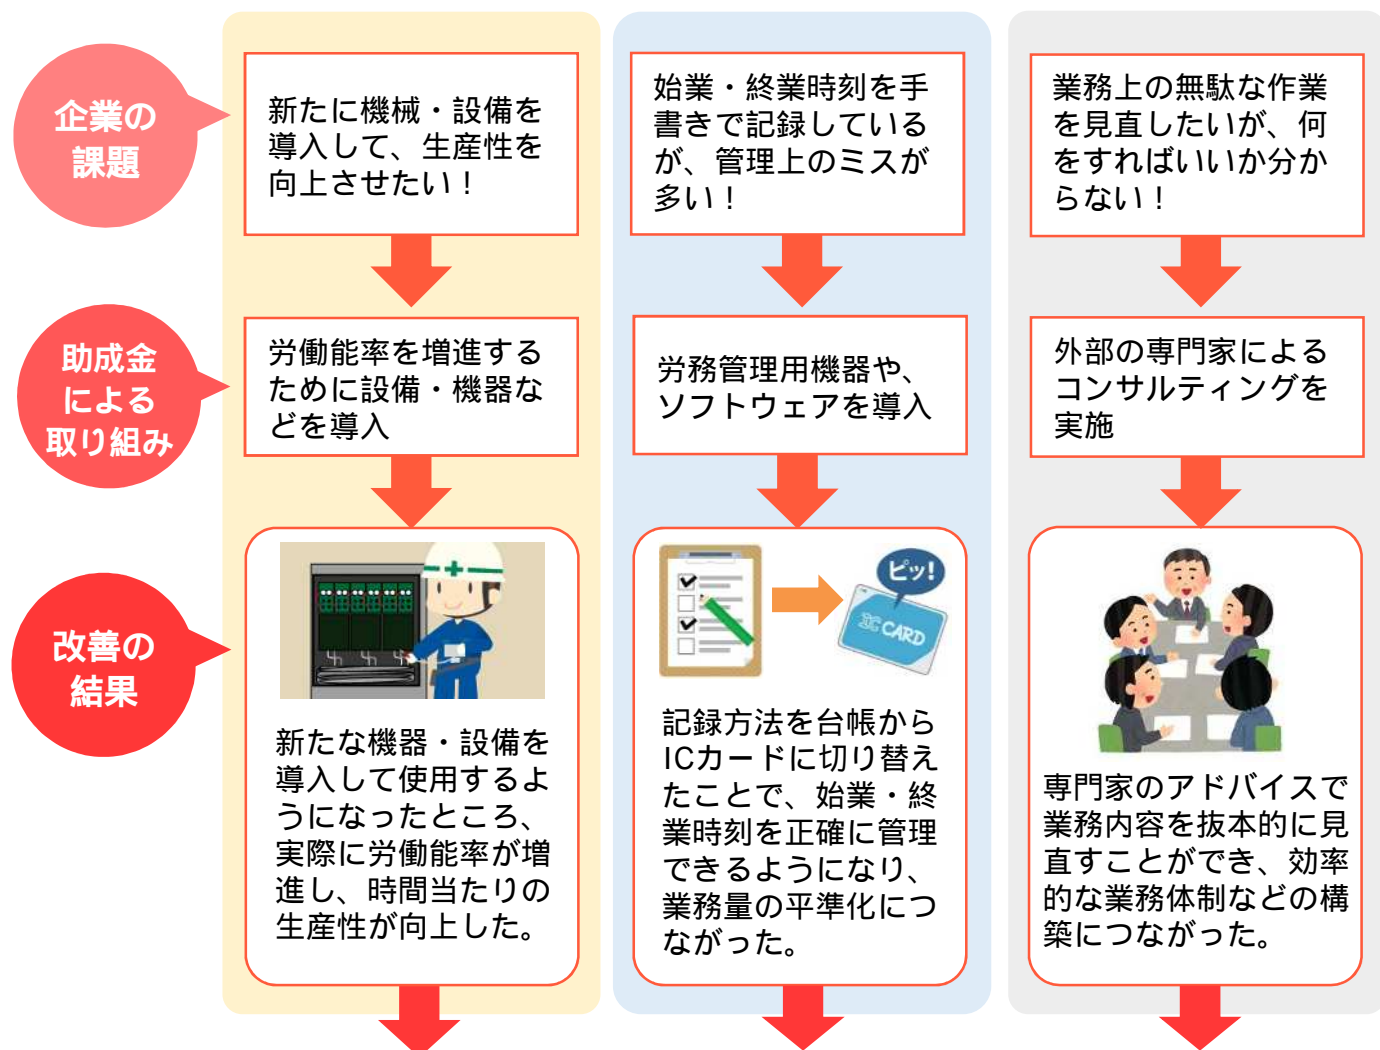 企業の
課題
新たに機械・設備を
導入して、生産性を
向上させたい！
始業・終業時刻を手
書きで記録している
が、管理上のミスが
多い！
業務上の無駄な作業
を見直したいが、何
をすればいいか分か
らない！
助成金
による
取り組み
労働能率を増進する
ために設備・機器な
どを導入
労務管理用機器や、
ソフトウェアを導入
外部の専門家による
コンサルティングを
実施
改善の
結果
新たな機器・設備を
導入して使用するよ
うになったところ、
実際に労働能率が増
進し、時間当たりの
生産性が向上した。
ピッ!
IC CARD
記録方法を台帳から
ICカードに切り替え
たことで、始業・終
業時刻を正確に管理
できるようになり、
業務量の平準化につ
ながった。
専門家のアドバイスで
業務内容を抜本的に見
直すことができ、効率
的な業務体制などの構
築につながった。